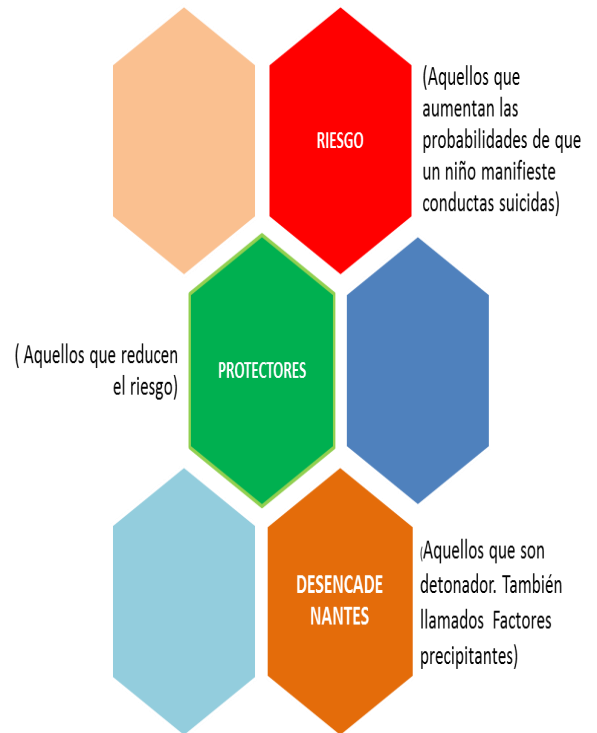 RIESGO
(Aquellos que
aumentan las
probabilidades de que
un niño manifieste
conductas suicidas)
( Aquellos que reducen
el riesgo)
PROTECTORES
DESENCADE
NANTES
(Aquellos que son
detonador. También
llamados Factores
precipitantes)